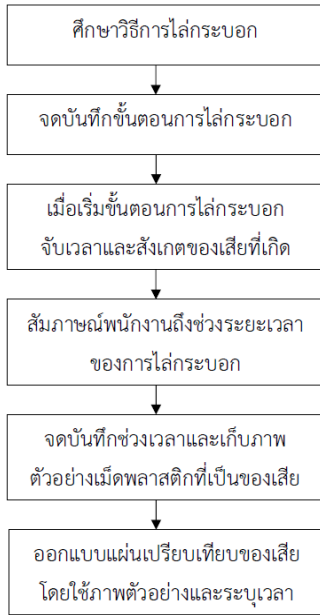 ศึกษาวิธีการไล่กระบอก
จดบันทึกขั้นตอนการไล่กระบอก
เมื่อเริ่มขั้นตอนการไล่กระบอก
จับเวลาและสังเกตของเสียที่เกิด
สัมภาษณ์พนักงานถึงช่วงระยะเวลา
ของการไล่กระบอก
จดบันทึกช่วงเวลาและเก็บภาพ
ตัวอย่างเม็ดพลาสติกที่เป็นของเสีย
ออกแบบแผ่นเปรียบเทียบของเสีย
โดยใช้ภาพตัวอย่างและระบุเวลา